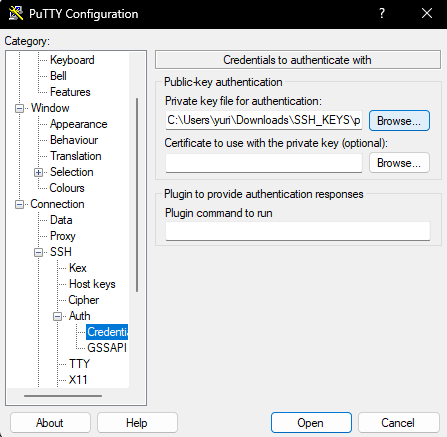 PuTTY Configuration
?
Category:
Keyboard
Bell
Features
Window
Appearance
Behaviour
Translation
Selection
Colours
Connection
Data
Proxy
SSH
Kex
Host keys
Cipher
Auth
Credentia
GSSAPI
TTY
X11
Credentials to authenticate with
Public-key authentication
Private key file for authentication:
C:\Users\yuri\Downloads\SSH_KEYS\p Browse...
Certificate to use with the private key (optional):
Browse...
Plugin to provide authentication responses
Plugin command to run
About Help Open Cancel